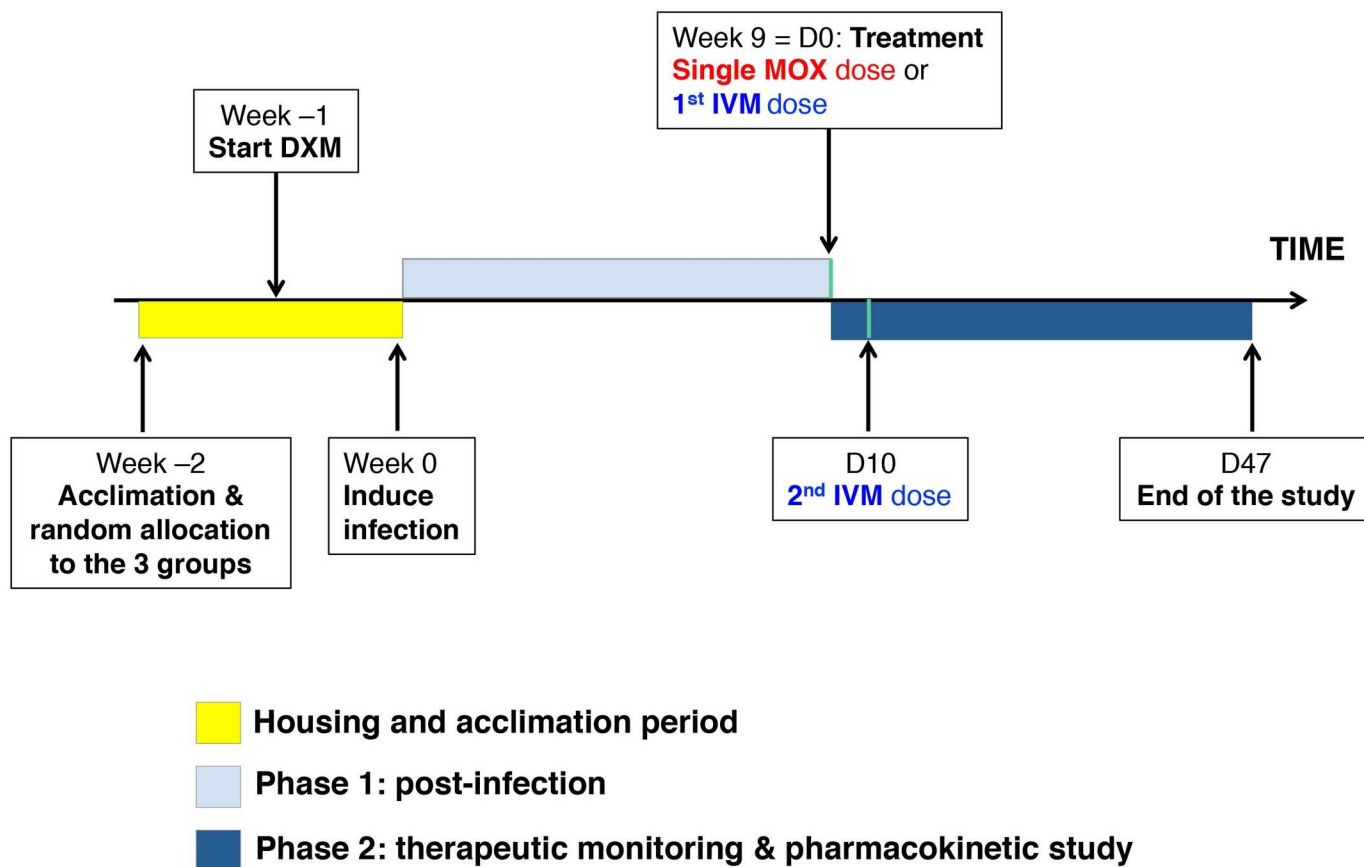 Week 9 = D0: Treatment
Single MOX dose or
1st IVM dose
Week –1
Start DXM
TIME
Week –2
Acclimation &
random allocation
to the 3 groups
Week 0
Induce
infection
D10
2nd IVM dose
D47
End of the study
Housing and acclimation period
Phase 1: post-infection
Phase 2: therapeutic monitoring & pharmacokinetic study